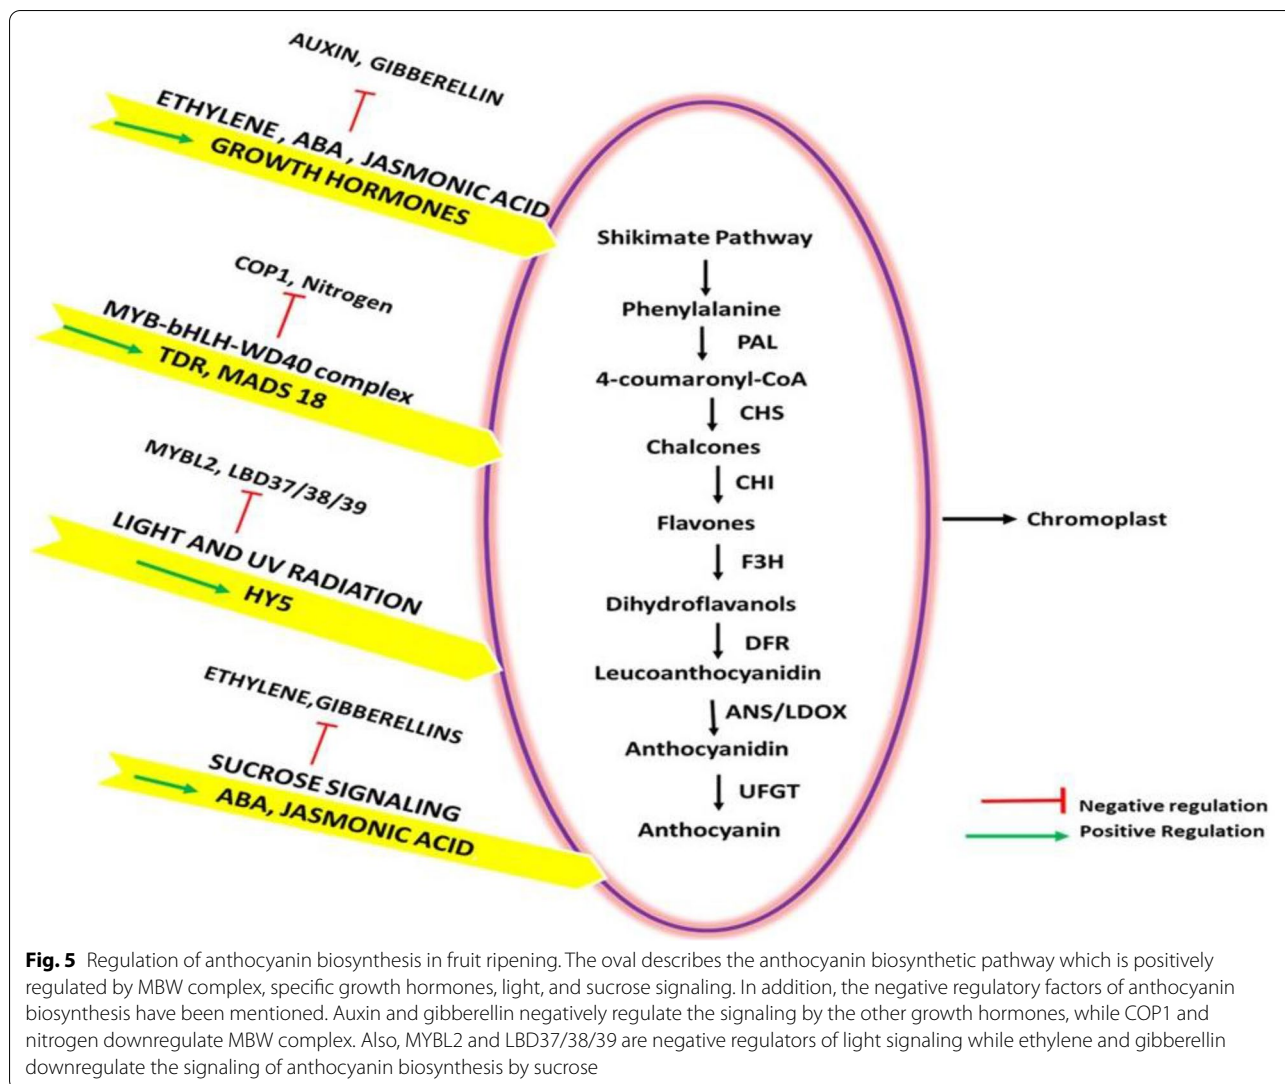 AUXIN, GIBBERELLIN
ETHYLENE, ABA, JASMONIC ACID
GROWTH HORMONES
COP1, Nitrogen
MYB-bHLH-WD40 complex
TDR, MADS 18
MYBL2, LBD37/38/39
LIGHT AND UV RADIATION
HY5
ETHYLENE,GIBBERELLINS
SUCROSE SIGNALING
ABA, JASMONIC ACID
Shikimate Pathway
Phenylalanine
PAL
4-coumaronyl-CoA
CHS
Chalcones
CHI
Flavones
F3H
Dihydroflavanols
DFR
Leucoanthocyanidin
ANS/LDOX
Anthocyanidin
UFGT
Anthocyanin
Chromoplast
Negative regulation
Positive Regulation
Fig. 5 Regulation of anthocyanin biosynthesis in fruit ripening. The oval describes the anthocyanin biosynthetic pathway which is positively
regulated by MBW complex, specific growth hormones, light, and sucrose signaling. In addition, the negative regulatory factors of anthocyanin
biosynthesis have been mentioned. Auxin and gibberellin negatively regulate the signaling by the other growth hormones, while COP1 and
nitrogen downregulate MBW complex. Also, MYBL2 and LBD37/38/39 are negative regulators of light signaling while ethylene and gibberellin
downregulate the signaling of anthocyanin biosynthesis by sucrose